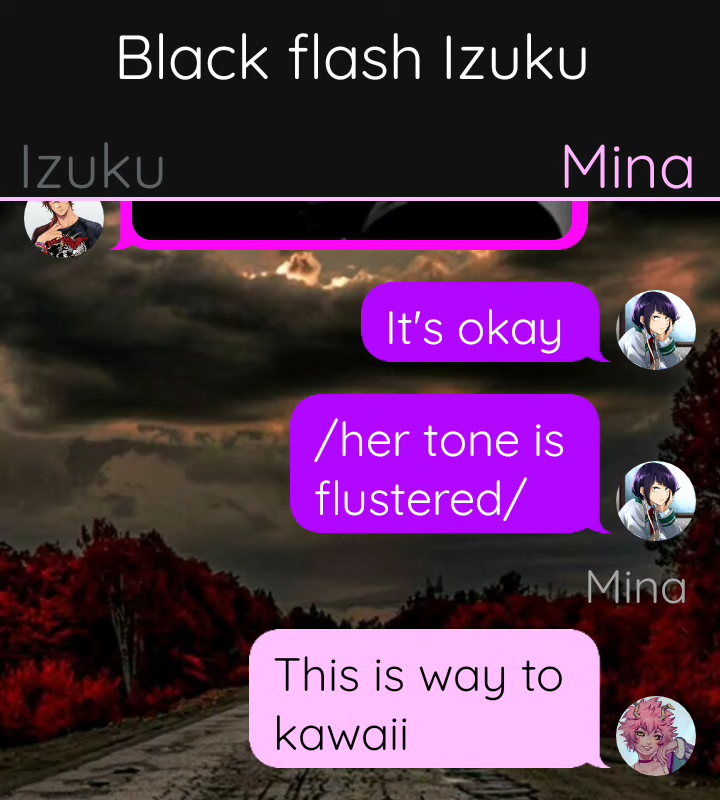 Black flash Izuku
Izuku
Mina
It's okay
/her tone is
flustered/
Mina
This is way to
kawaii